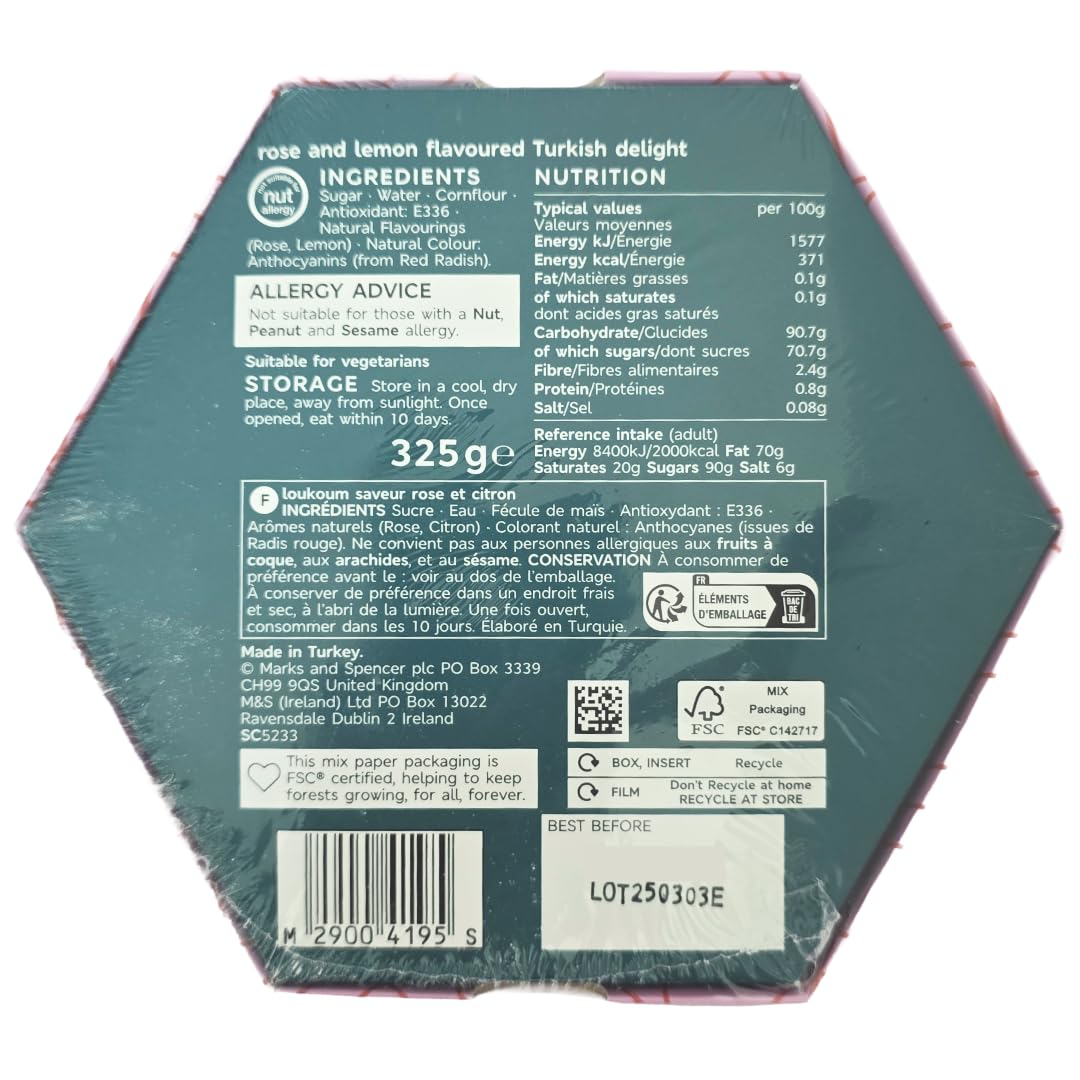 rose and lemon flavoured Turkish delight
not suitable for
nut
allergy
INGREDIENTS
Sugar · Water · Cornflour ·
Antioxidant: E336 ·
Natural Flavourings
(Rose, Lemon) · Natural Colour:
Anthocyanins (from Red Radish).
ALLERGY ADVICE
Not suitable for those with a Nut,
Peanut and Sesame allergy.
Suitable for vegetarians
STORAGE Store in a cool, dry
place, away from sunlight. Once
opened, eat within 10 days.
325g℮
NUTRITION
Typical values per 100g
Valeurs moyennes
Energy kJ/Énergie 1577
Energy kcal/Énergie 371
Fat/Matières grasses 0.1g
of which saturates 0.1g
dont acides gras saturés
Carbohydrate/Glucides 90.7g
of which sugars/dont sucres 70.7g
Fibre/Fibres alimentaires 2.4g
Protein/Protéines 0.8g
Salt/Sel 0.08g
Reference intake (adult)
Energy 8400kJ/2000kcal Fat 70g
Saturates 20g Sugars 90g Salt 6g
F loukoum saveur rose et citron
INGRÉDIENTS Sucre · Eau · Fécule de maïs · Antioxydant : E336 ·
Arômes naturels (Rose, Citron) · Colorant naturel : Anthocyanes (issues de
Radis rouge). Ne convient pas aux personnes allergiques aux fruits à
coque, aux arachides, et au sésame. CONSERVATION À consommer de
préférence avant le : voir au dos de l'emballage.
À conserver de préférence dans un endroit frais
et sec, à l'abri de la lumière. Une fois ouvert,
consommer dans les 10 jours. Élaboré en Turquie.
FR
ÉLÉMENTS
D'EMBALLAGE
BAC
DE
TRI
Made in Turkey.
© Marks and Spencer plc PO Box 3339
CH99 9QS United Kingdom
M&S (Ireland) Ltd PO Box 13022
Ravensdale Dublin 2 Ireland
SC5233
FSC
MIX
Packaging
FSC® C142717
This mix paper packaging is
FSC® certified, helping to keep
forests growing, for all, forever.
BOX, INSERT Recycle
FILM Don't Recycle at home
RECYCLE AT STORE
M 2900 4195 S
BEST BEFORE
LOT250303E